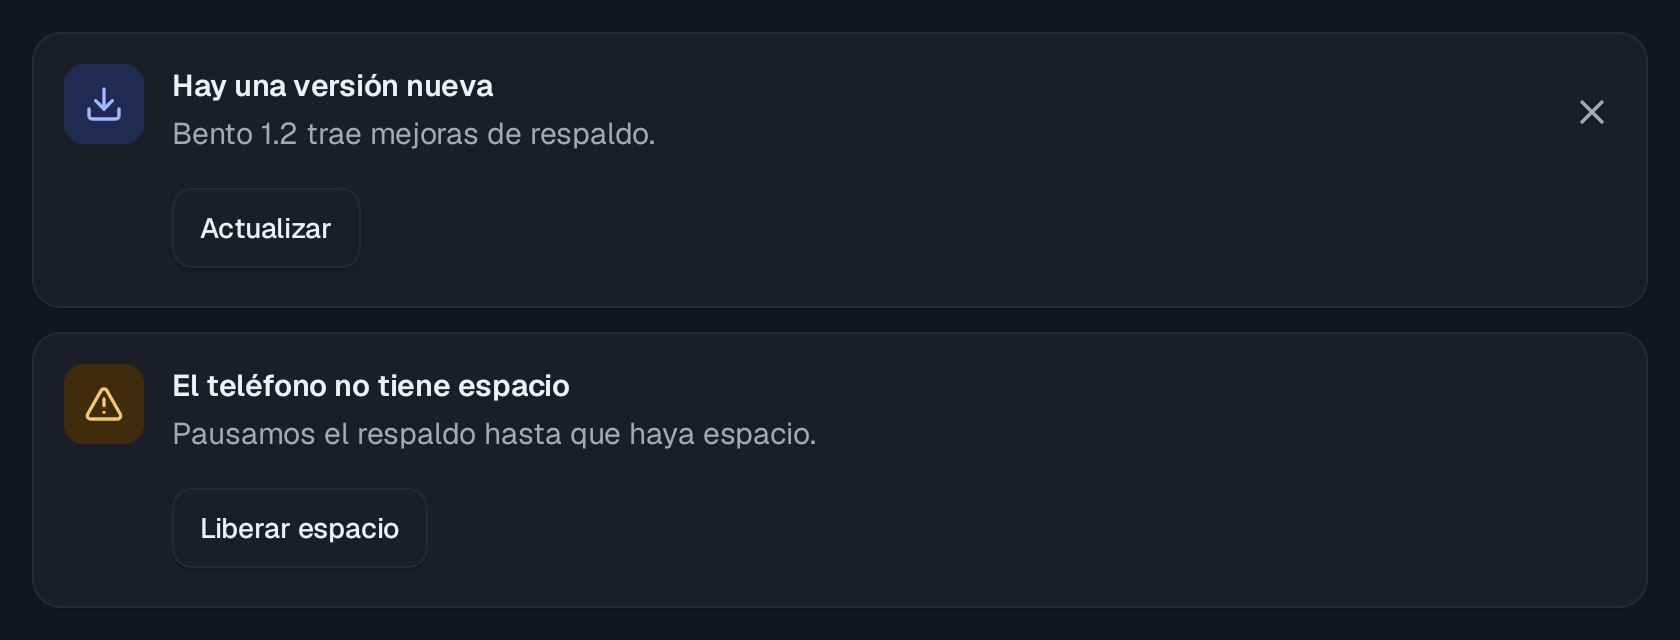 Hay una versión nueva
Bento 1.2 trae mejoras de respaldo.
Actualizar
El teléfono no tiene espacio
Pausamos el respaldo hasta que haya espacio.
Liberar espacio